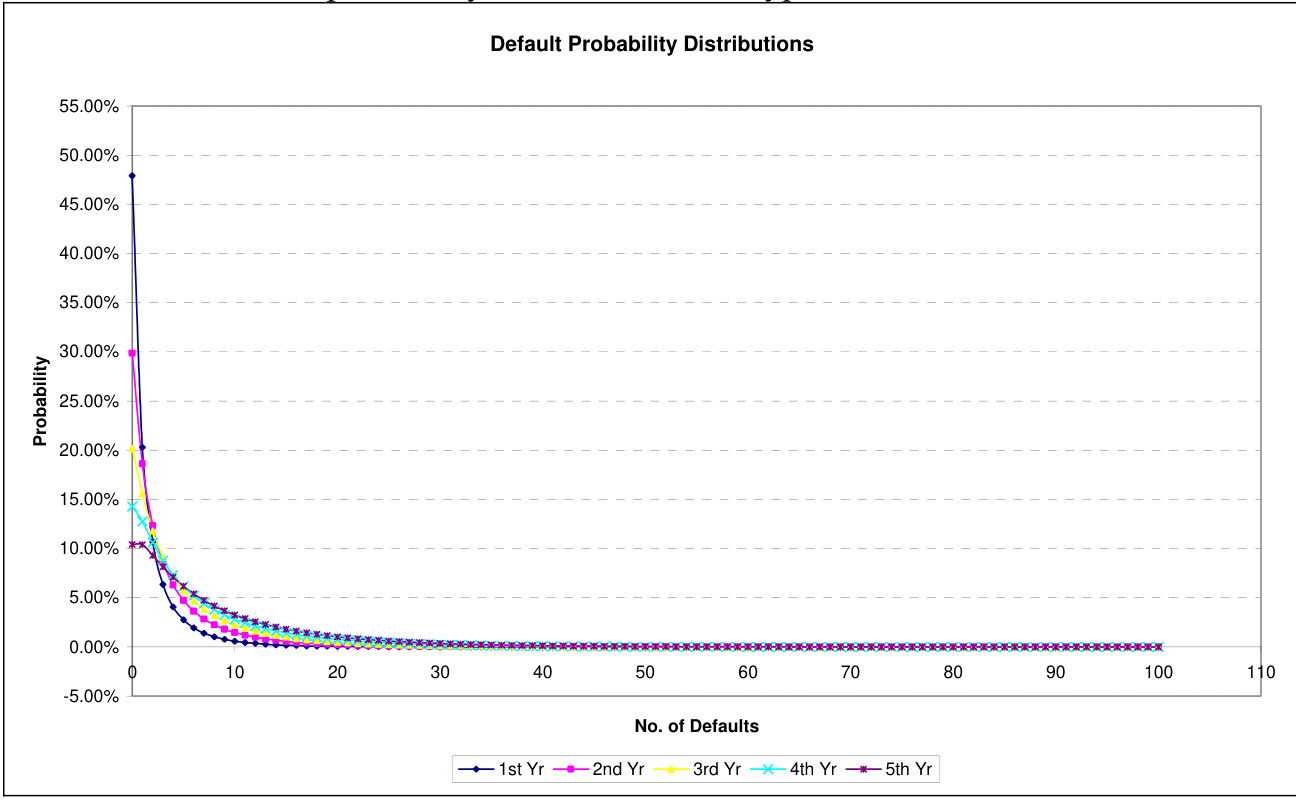 Default Probability Distributions
55.00%
50.00%
45.00%
40.00%
35.00%
30.00%
25.00%
20.00%
15.00%
10.00%
5.00%
0.00%
-5.00%
Probability
0 10 20 30 40 50 60 70 80 90 100 110
No. of Defaults
1st Yr 2nd Yr 3rd Yr 4th Yr 5th Yr